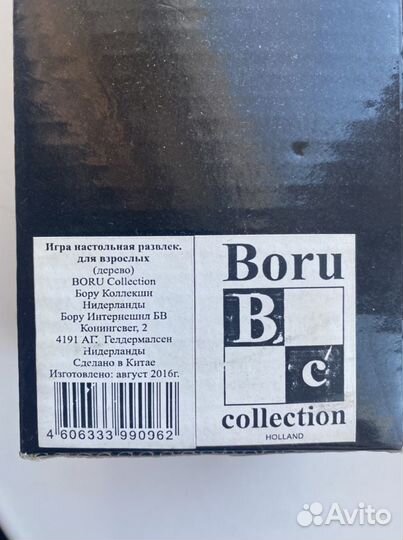 Игра настольная развлек.
для взрослых
(дерево)
BORU Collection
Бору Коллекши
Нидерланды
Бору Интернешнл БВ
Конингсвег, 2
4191 АГ, Гелдермалсен
Нидерланды
Сделано в Китае
Изготовлено: август 2016г.
4 606333 990062
Boru
B
c
collection
HOLLAND
Avito